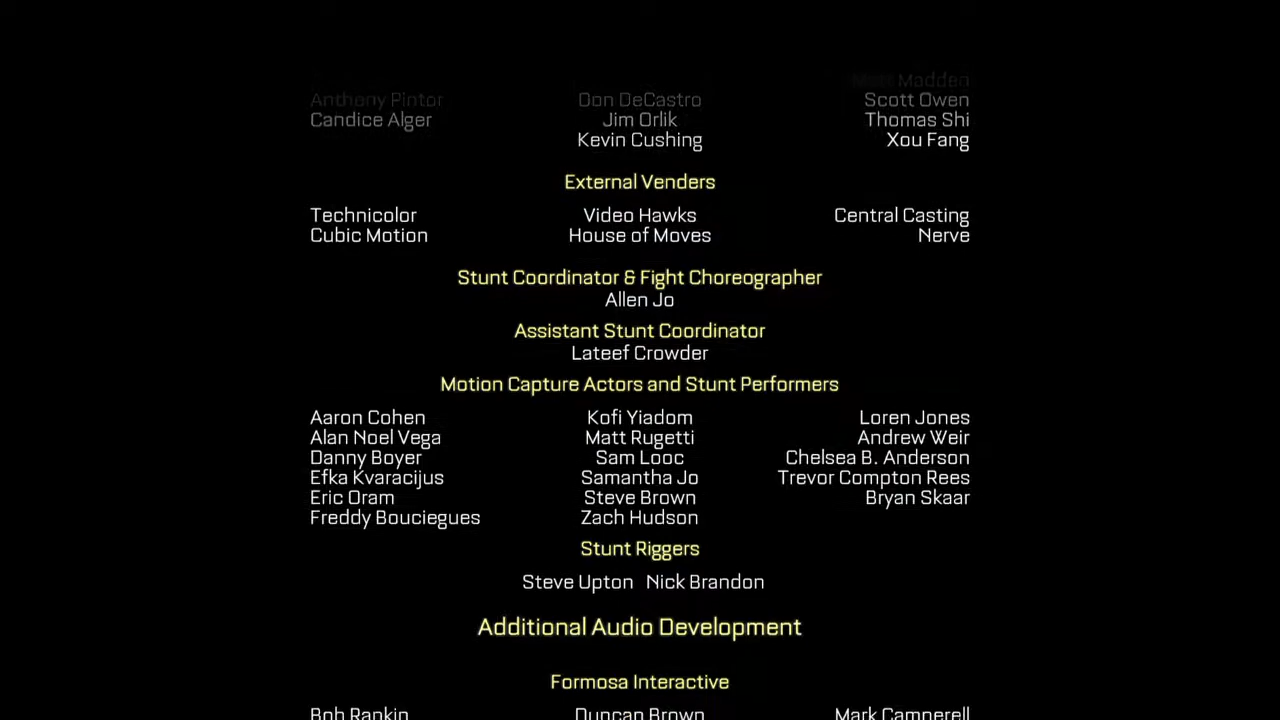 Madden
Anthony Pintor Don DeCastro Scott Owen
Candice Alger Jim Orlik Thomas Shi
Kevin Cushing Xou Fang
External Venders
Technicolor Video Hawks Central Casting
Cubic Motion House of Moves Nerve
Stunt Coordinator & Fight Choreographer
Allen Jo
Assistant Stunt Coordinator
Lateef Crowder
Motion Capture Actors and Stunt Performers
Aaron Cohen Kofi Yiadom Loren Jones
Alan Noel Vega Matt Rugetti Andrew Weir
Danny Boyer Sam Looc Chelsea B. Anderson
Efka Kvaracijus Samantha Jo Trevor Compton Rees
Eric Oram Steve Brown Bryan Skaar
Freddy Bouciegues Zach Hudson
Stunt Riggers
Steve Upton Nick Brandon
Additional Audio Development
Formosa Interactive
Bob Rankin Duncan Brown Mark Camperell